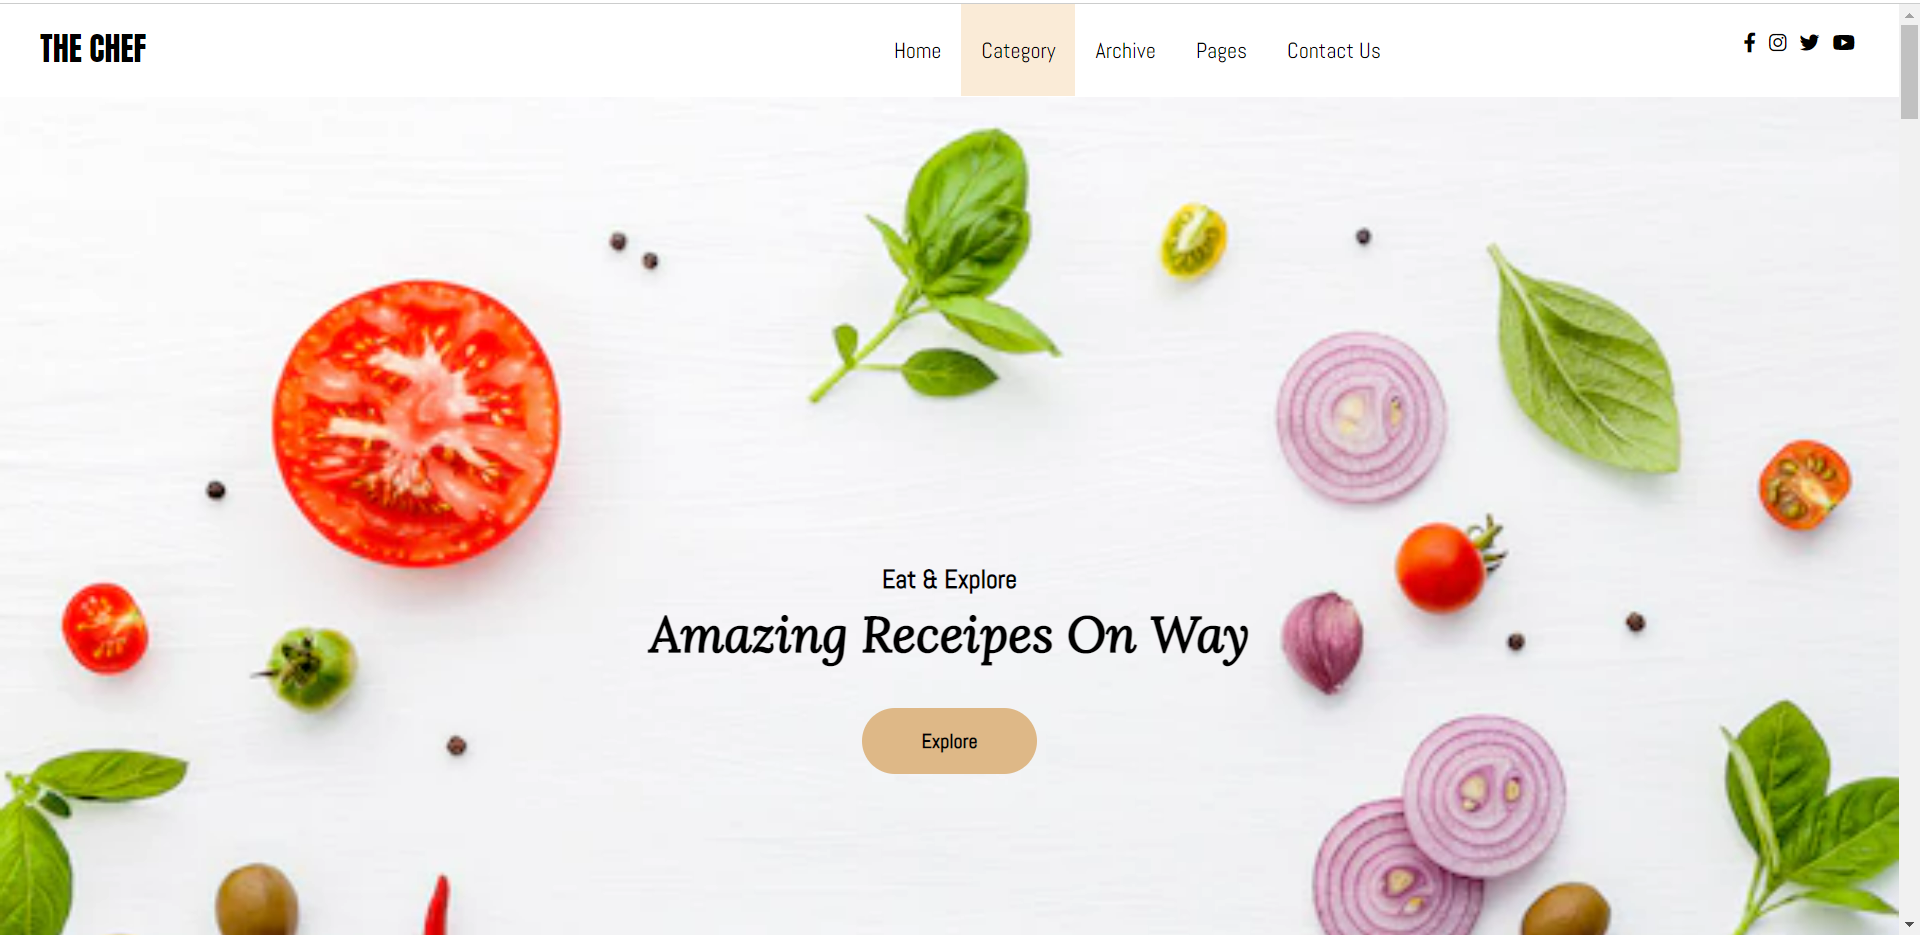 THE CHEF
Home
Category
Archive
Pages
Contact Us
Eat & Explore
Amazing Receipes On Way
Explore